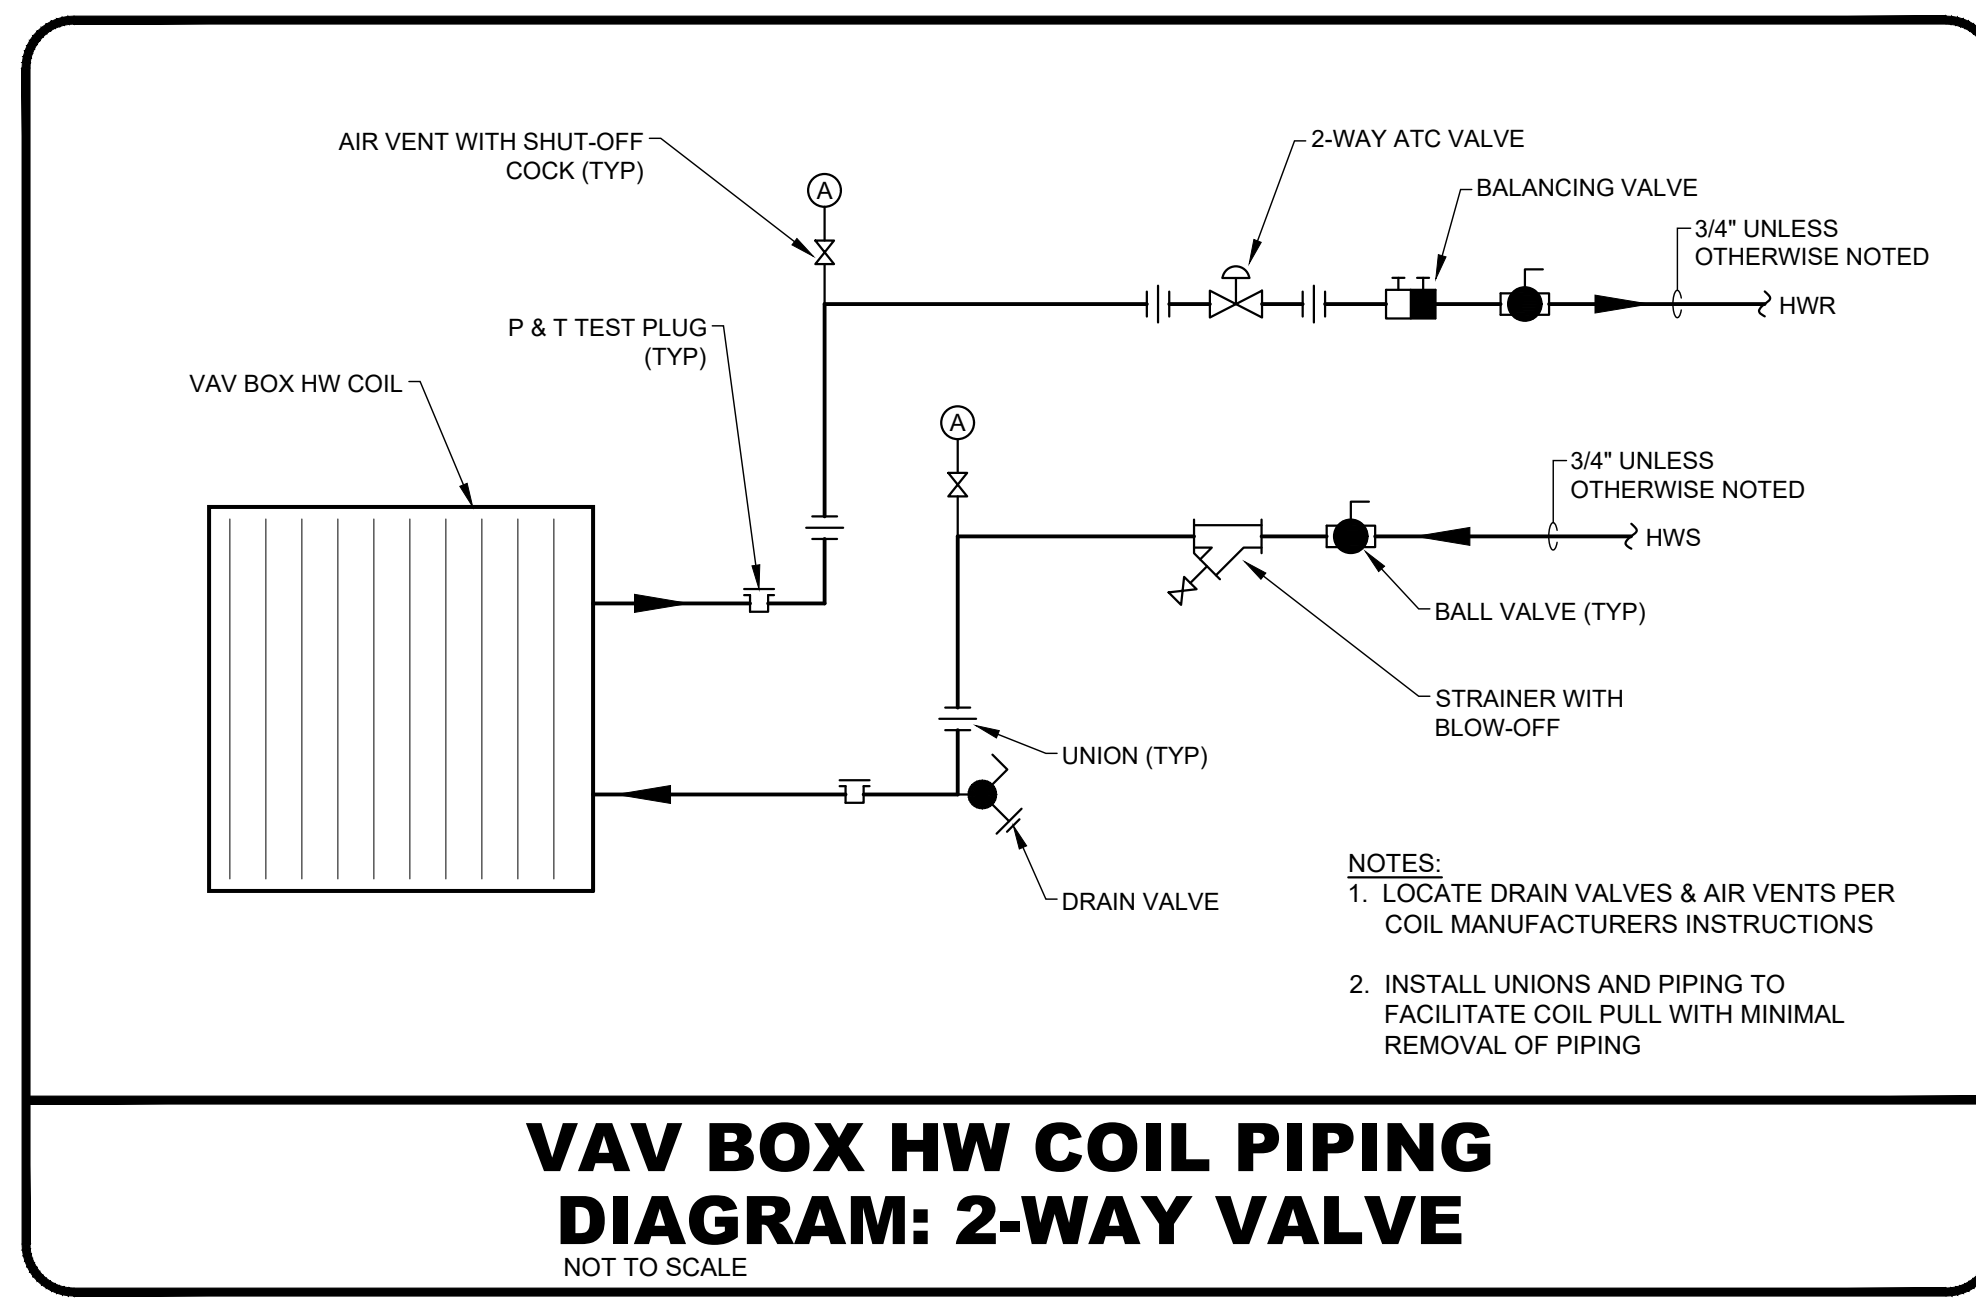 AIR VENT WITH SHUT-OFF
COCK (TYP)
A
2-WAY ATC VALVE
BALANCING VALVE
3/4" UNLESS
OTHERWISE NOTED
HWR
P & T TEST PLUG
(TYP)
VAV BOX HW COIL
A
3/4" UNLESS
OTHERWISE NOTED
HWS
BALL VALVE (TYP)
STRAINER WITH
BLOW-OFF
UNION (TYP)
DRAIN VALVE
NOTES:
1. LOCATE DRAIN VALVES & AIR VENTS PER
COIL MANUFACTURERS INSTRUCTIONS
2. INSTALL UNIONS AND PIPING TO
FACILITATE COIL PULL WITH MINIMAL
REMOVAL OF PIPING
VAV BOX HW COIL PIPING
DIAGRAM: 2-WAY VALVE
NOT TO SCALE